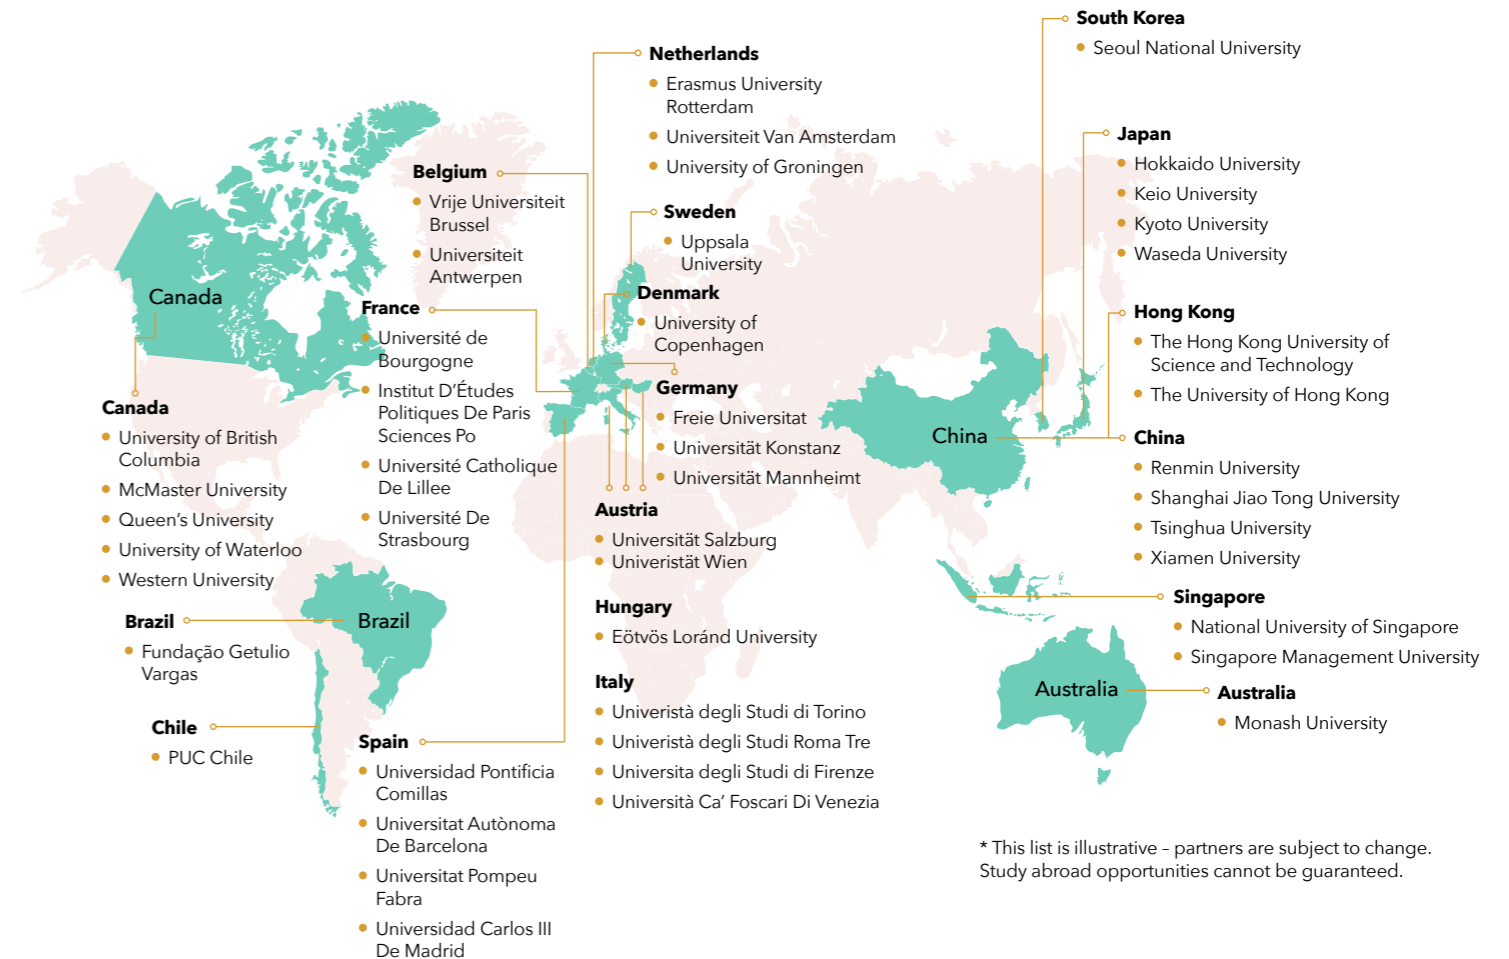 South Korea
Seoul National University
Netherlands
Erasmus University
Rotterdam
Universiteit Van Amsterdam
University of Groningen
Japan
Hokkaido University
Keio University
Kyoto University
Waseda University
Belgium
Vrije Universiteit
Brussel
Universiteit
Antwerpen
Sweden
Uppsala
University
Denmark
University of
Copenhagen
Canada
France
Université de
Bourgogne
Institut D’Études
Politiques De Paris
Sciences Po
Université Catholique
De Lillee
Université De
Strasbourg
Hong Kong
The Hong Kong University of
Science and Technology
The University of Hong Kong
Germany
Freie Universitat
Universität Konstanz
Universität Mannheimt
Canada
University of British
Columbia
McMaster University
Queen’s University
University of Waterloo
Western University
China
China
Renmin University
Shanghai Jiao Tong University
Tsinghua University
Xiamen University
Austria
Universität Salzburg
Univeristät Wien
Hungary
Eötvös Loránd University
Italy
Univeristà degli Studi di Torino
Univeristà degli Studi Roma Tre
Universita degli Studi di Firenze
Università Ca’ Foscari Di Venezia
Singapore
National University of Singapore
Singapore Management University
Brazil
Brazil
Fundação Getulio
Vargas
Australia
Australia
Monash University
Chile
PUC Chile
Spain
Universidad Pontificia
Comillas
Universitat Autònoma
De Barcelona
Universitat Pompeu
Fabra
Universidad Carlos III
De Madrid
* This list is illustrative – partners are subject to change.
Study abroad opportunities cannot be guaranteed.